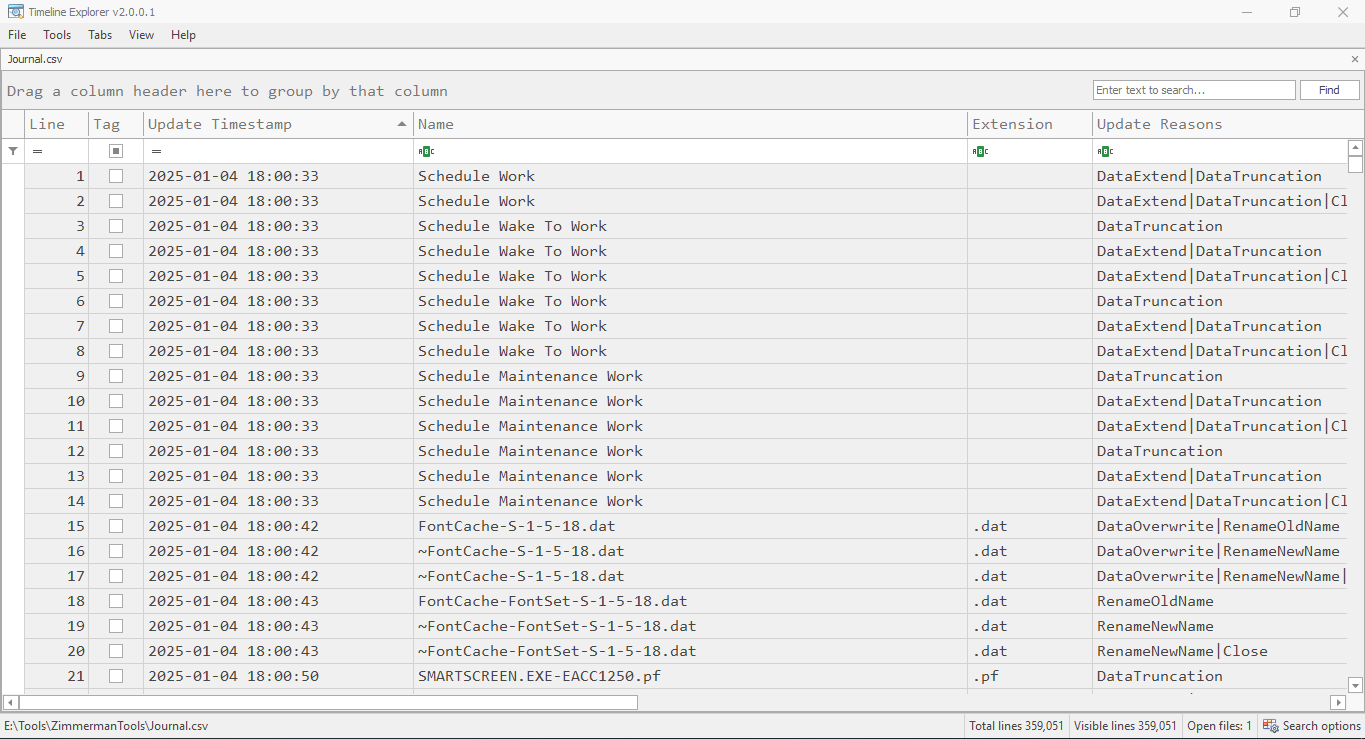 Timeline Explorer v2.0.0.1
File Tools Tabs View Help
Journal.csv
Drag a column header here to group by that column
Enter text to search... Find
Line Tag Update Timestamp Name Extension Update Reasons
= = ABC ABC ABC
1 2025-01-04 18:00:33 Schedule Work DataExtend|DataTruncation
2 2025-01-04 18:00:33 Schedule Work DataExtend|DataTruncation|Cl
3 2025-01-04 18:00:33 Schedule Wake To Work DataTruncation
4 2025-01-04 18:00:33 Schedule Wake To Work DataExtend|DataTruncation
5 2025-01-04 18:00:33 Schedule Wake To Work DataExtend|DataTruncation|Cl
6 2025-01-04 18:00:33 Schedule Wake To Work DataTruncation
7 2025-01-04 18:00:33 Schedule Wake To Work DataExtend|DataTruncation
8 2025-01-04 18:00:33 Schedule Wake To Work DataExtend|DataTruncation|Cl
9 2025-01-04 18:00:33 Schedule Maintenance Work DataTruncation
10 2025-01-04 18:00:33 Schedule Maintenance Work DataExtend|DataTruncation
11 2025-01-04 18:00:33 Schedule Maintenance Work DataExtend|DataTruncation|Cl
12 2025-01-04 18:00:33 Schedule Maintenance Work DataTruncation
13 2025-01-04 18:00:33 Schedule Maintenance Work DataExtend|DataTruncation
14 2025-01-04 18:00:33 Schedule Maintenance Work DataExtend|DataTruncation|Cl
15 2025-01-04 18:00:42 FontCache-S-1-5-18.dat .dat DataOverwrite|RenameOldName
16 2025-01-04 18:00:42 ~FontCache-S-1-5-18.dat .dat DataOverwrite|RenameNewName
17 2025-01-04 18:00:42 ~FontCache-S-1-5-18.dat .dat DataOverwrite|RenameNewName|
18 2025-01-04 18:00:43 FontCache-FontSet-S-1-5-18.dat .dat RenameOldName
19 2025-01-04 18:00:43 ~FontCache-FontSet-S-1-5-18.dat .dat RenameNewName
20 2025-01-04 18:00:43 ~FontCache-FontSet-S-1-5-18.dat .dat RenameNewName|Close
21 2025-01-04 18:00:50 SMARTSCREEN.EXE-EACC1250.pf .pf DataTruncation
E:\Tools\ZimmermanTools\Journal.csv Total lines 359,051 Visible lines 359,051 Open files: 1 Search options